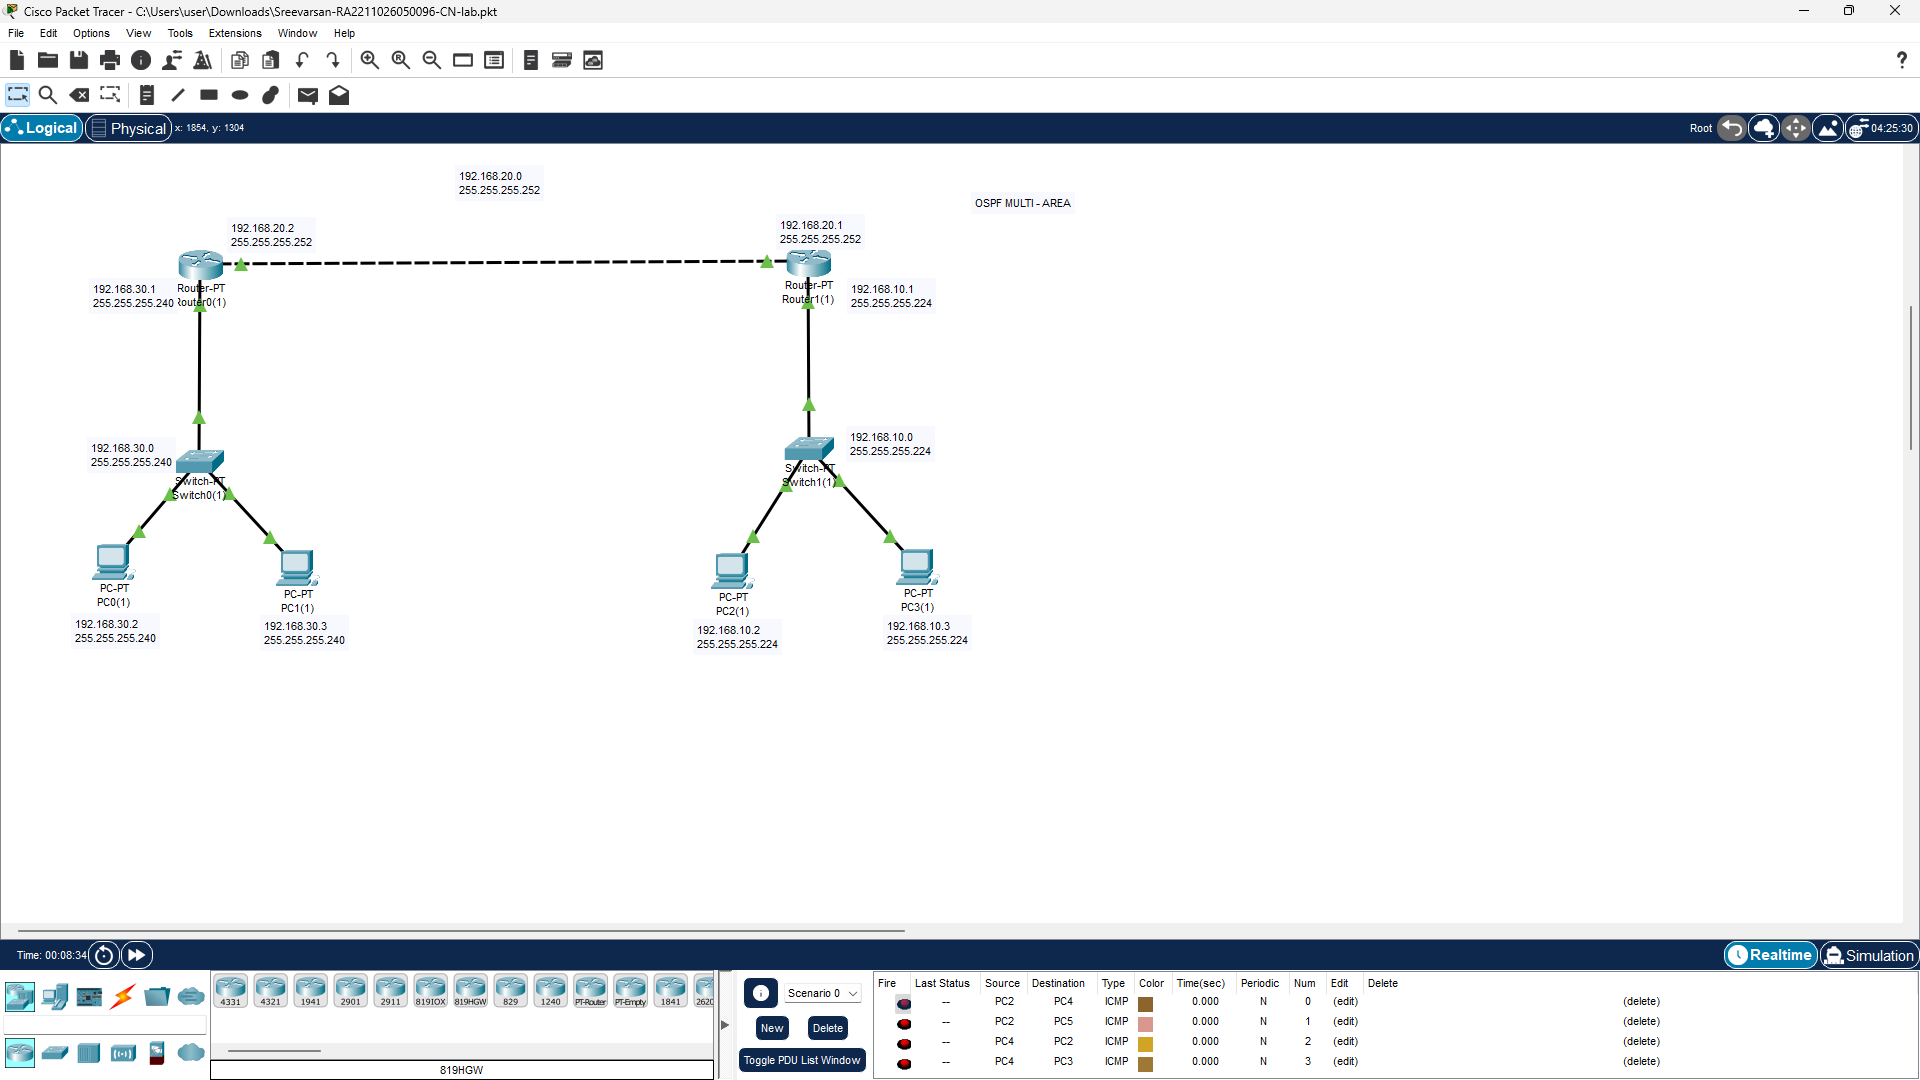 Cisco Packet Tracer - C:\Users\user\Downloads\Sreevarsan-RA2211026050096-CN-lab.pkt
File Edit Options View Tools Extensions Window Help
?
Logical Physical x: 1854, y: 1304 Root 04:25:30
192.168.20.0
255.255.255.252
OSPF MULTI - AREA
192.168.20.2
255.255.255.252
192.168.20.1
255.255.255.252
192.168.30.1
255.255.255.240
Router-PT
Router0(1)
Router-PT
Router1(1)
192.168.10.1
255.255.255.224
192.168.30.0
255.255.255.240
Switch-PT
Switch0(1)
Switch-PT
Switch1(1)
192.168.10.0
255.255.255.224
PC-PT
PC0(1)
192.168.30.2
255.255.255.240
PC-PT
PC1(1)
192.168.30.3
255.255.255.240
PC-PT
PC2(1)
192.168.10.2
255.255.255.224
PC-PT
PC3(1)
192.168.10.3
255.255.255.224
Time: 00:08:34 Realtime Simulation
4331 4321 1941 2901 2911 819IOX 819HGW 829 1240 PT-Router PT-Empty 1841 2620
819HGW
Scenario 0
New Delete
Toggle PDU List Window
Fire Last Status Source Destination Type Color Time(sec) Periodic Num Edit Delete
-- PC2 PC4 ICMP 0.000 N 0 (edit) (delete)
-- PC2 PC5 ICMP 0.000 N 1 (edit) (delete)
-- PC4 PC2 ICMP 0.000 N 2 (edit) (delete)
-- PC4 PC3 ICMP 0.000 N 3 (edit) (delete)